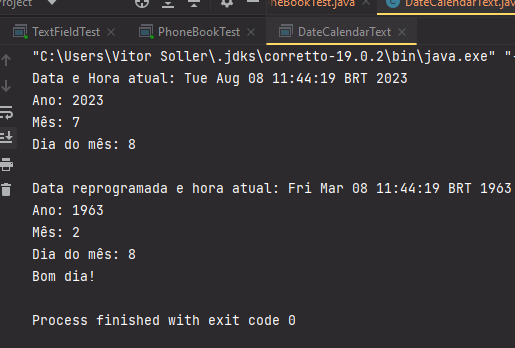 Project
neBookTest.java
DateCalendarText.jav
TextFieldTest
PhoneBookTest
DateCalendarText
"C:\Users\Vitor Soller\.jdks\corretto-19.0.2\bin\java.exe" "-
Data e Hora atual: Tue Aug 08 11:44:19 BRT 2023
Ano: 2023
Mês: 7
Dia do mês: 8
Data reprogramada e hora atual: Fri Mar 08 11:44:19 BRT 1963
Ano: 1963
Mês: 2
Dia do mês: 8
Bom dia!
Process finished with exit code 0